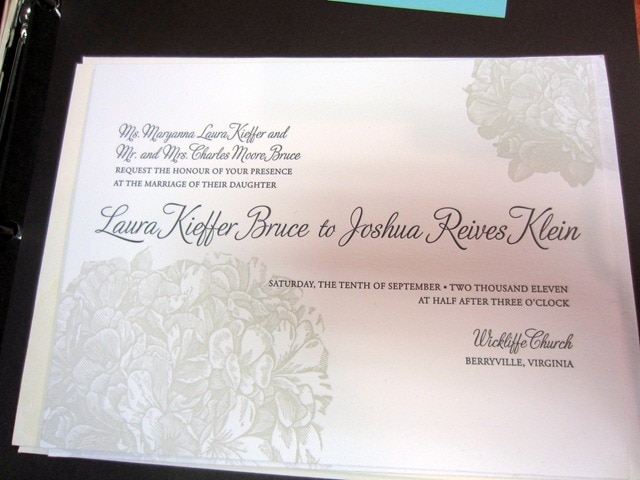 Ms. Maryanna Laura Kieffer and
Mr. and Mrs. Charles Moore Bruce
REQUEST THE HONOUR OF YOUR PRESENCE
AT THE MARRIAGE OF THEIR DAUGHTER
Laura Kieffer Bruce to Joshua Reives Klein
SATURDAY, THE TENTH OF SEPTEMBER • TWO THOUSAND ELEVEN
AT HALF AFTER THREE O'CLOCK
Wickliffe Church
BERRYVILLE, VIRGINIA